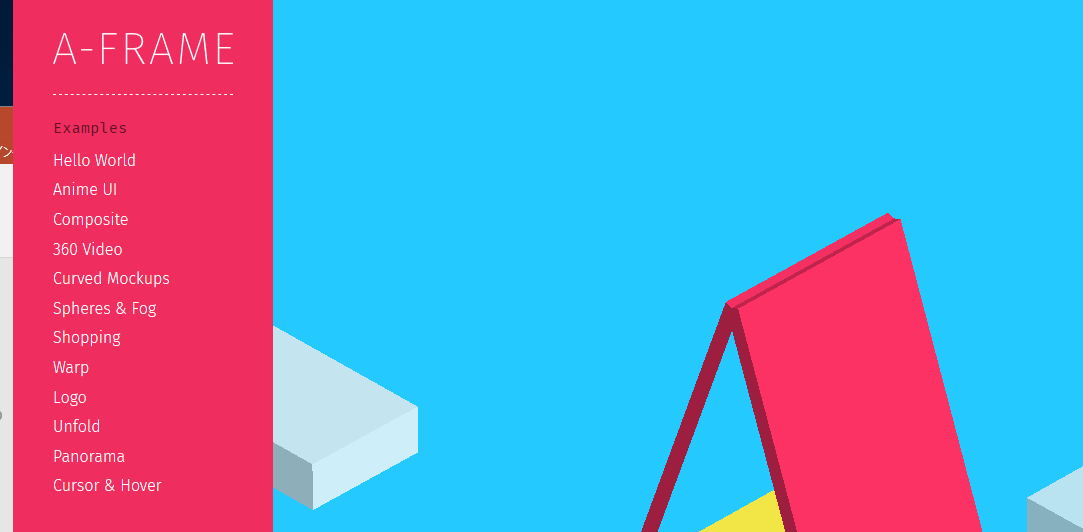 A-FRAME
Examples
Hello World
Anime UI
Composite
360 Video
Curved Mockups
Spheres & Fog
Shopping
Warp
Logo
Unfold
Panorama
Cursor & Hover